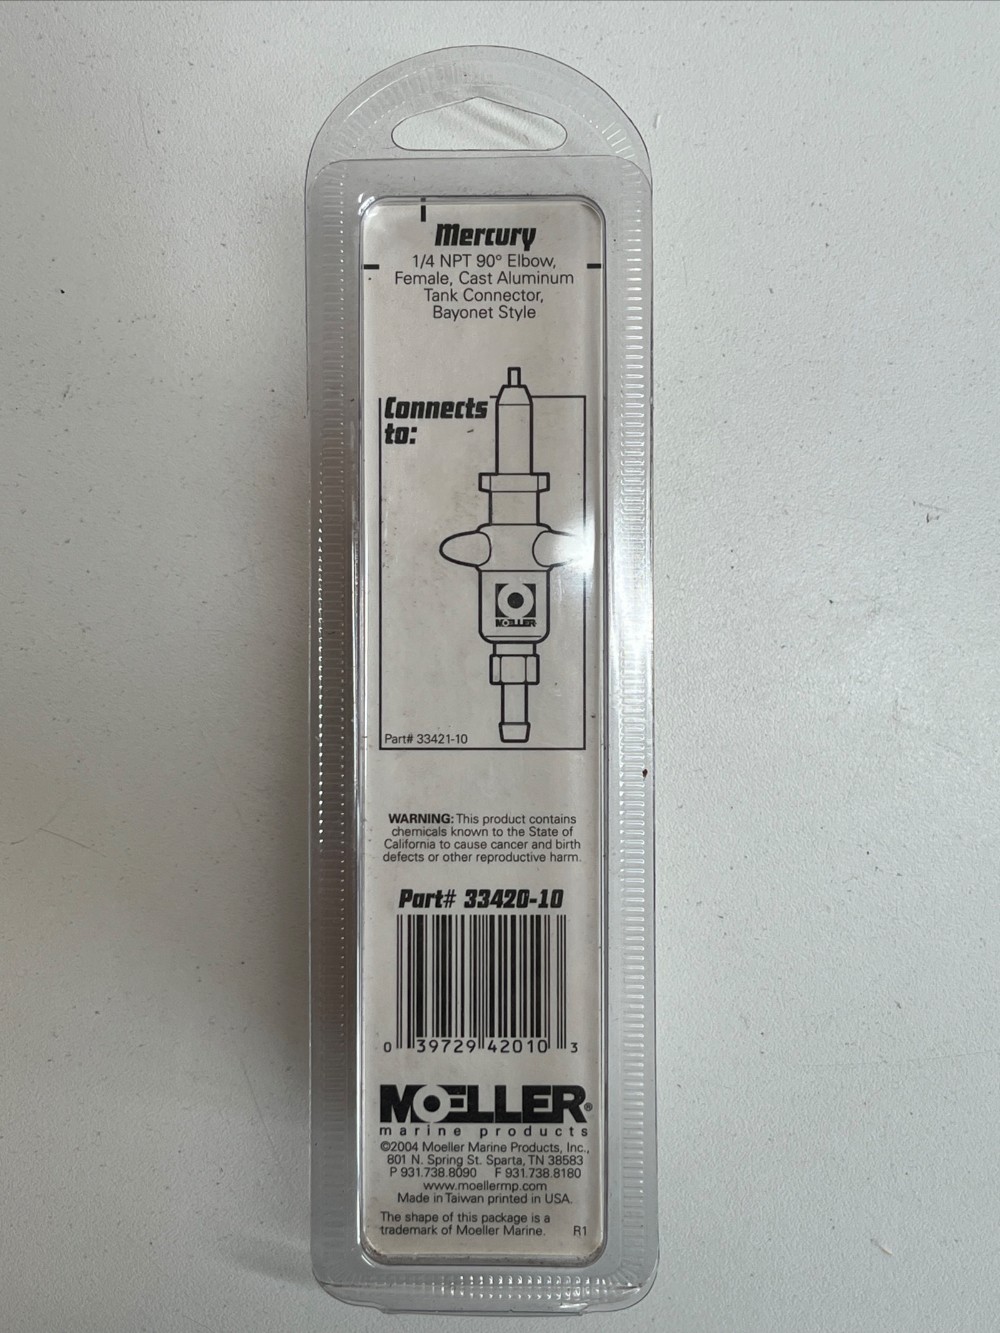 Mercury
1/4 NPT 90° Elbow,
Female, Cast Aluminum
Tank Connector,
Bayonet Style
Connects
to:
MOELLER
Part# 33421-10
WARNING: This product contains
chemicals known to the State of
California to cause cancer and birth
defects or other reproductive harm.
Part# 33420-10
0 39729 42010 3
MOELLER®
marine products
©2004 Moeller Marine Products, Inc.,
801 N. Spring St. Sparta, TN 38583
P 931.738.8090 F 931.738.8180
www.moellermp.com
Made in Taiwan printed in USA.
The shape of this package is a
trademark of Moeller Marine. R1